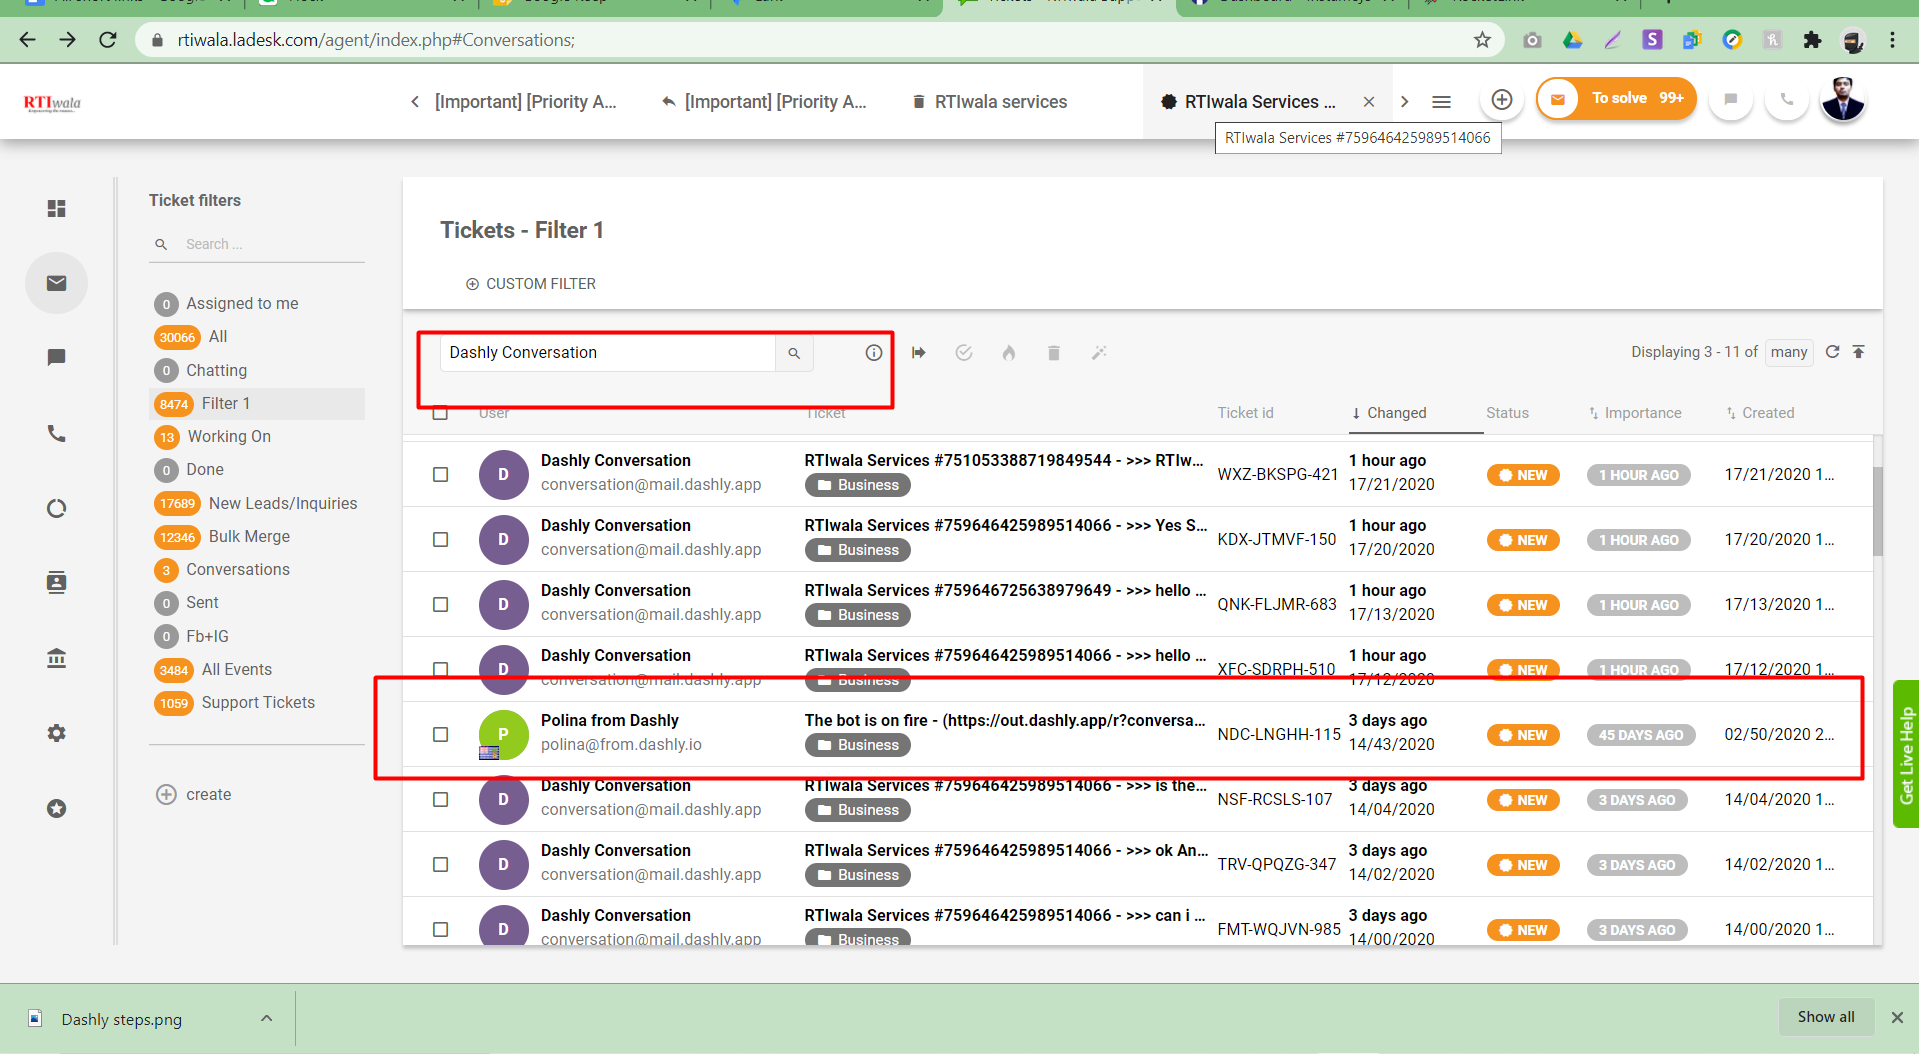 rtiwala.ladesk.com/agent/index.php#Conversations;
RTIwala
[Important] [Priority A...
[Important] [Priority A...
RTIwala services
RTIwala Services ...
To solve 99+
RTIwala Services #759646425989514066
Ticket filters
Search ...
0 Assigned to me
30066 All
0 Chatting
8474 Filter 1
13 Working On
0 Done
17689 New Leads/Inquiries
12346 Bulk Merge
3 Conversations
0 Sent
0 Fb+IG
3484 All Events
1059 Support Tickets
create
Tickets - Filter 1
CUSTOM FILTER
Dashly Conversation
Displaying 3 - 11 of many
User Ticket Ticket id Changed Status Importance Created
D Dashly Conversation RTIwala Services #751053388719849544 - >>> RTIw... WXZ-BKSPG-421 1 hour ago NEW 1 HOUR AGO 17/21/2020 1...
conversation@mail.dashly.app Business 17/21/2020
D Dashly Conversation RTIwala Services #759646425989514066 - >>> Yes S... KDX-JTMVF-150 1 hour ago NEW 1 HOUR AGO 17/20/2020 1...
conversation@mail.dashly.app Business 17/20/2020
D Dashly Conversation RTIwala Services #759646725638979649 - >>> hello ... QNK-FLJMR-683 1 hour ago NEW 1 HOUR AGO 17/13/2020 1...
conversation@mail.dashly.app Business 17/13/2020
D Dashly Conversation RTIwala Services #759646425989514066 - >>> hello ... XFC-SDRPH-510 1 hour ago NEW 1 HOUR AGO 17/12/2020 1...
conversation@mail.dashly.app Business 17/12/2020
P Polina from Dashly The bot is on fire - (https://out.dashly.app/r?conversa... NDC-LNGHH-115 3 days ago NEW 45 DAYS AGO 02/50/2020 2...
polina@from.dashly.io Business 14/43/2020
D Dashly Conversation RTIwala Services #759646425989514066 - >>> is the... NSF-RCSLS-107 3 days ago NEW 3 DAYS AGO 14/04/2020 1...
conversation@mail.dashly.app Business 14/04/2020
D Dashly Conversation RTIwala Services #759646425989514066 - >>> ok An... TRV-QPQZG-347 3 days ago NEW 3 DAYS AGO 14/02/2020 1...
conversation@mail.dashly.app Business 14/02/2020
D Dashly Conversation RTIwala Services #759646425989514066 - >>> can i ... FMT-WQJVN-985 3 days ago NEW 3 DAYS AGO 14/00/2020 1...
conversation@mail.dashly.app Business 14/00/2020
Get Live Help
Dashly steps.png
Show all